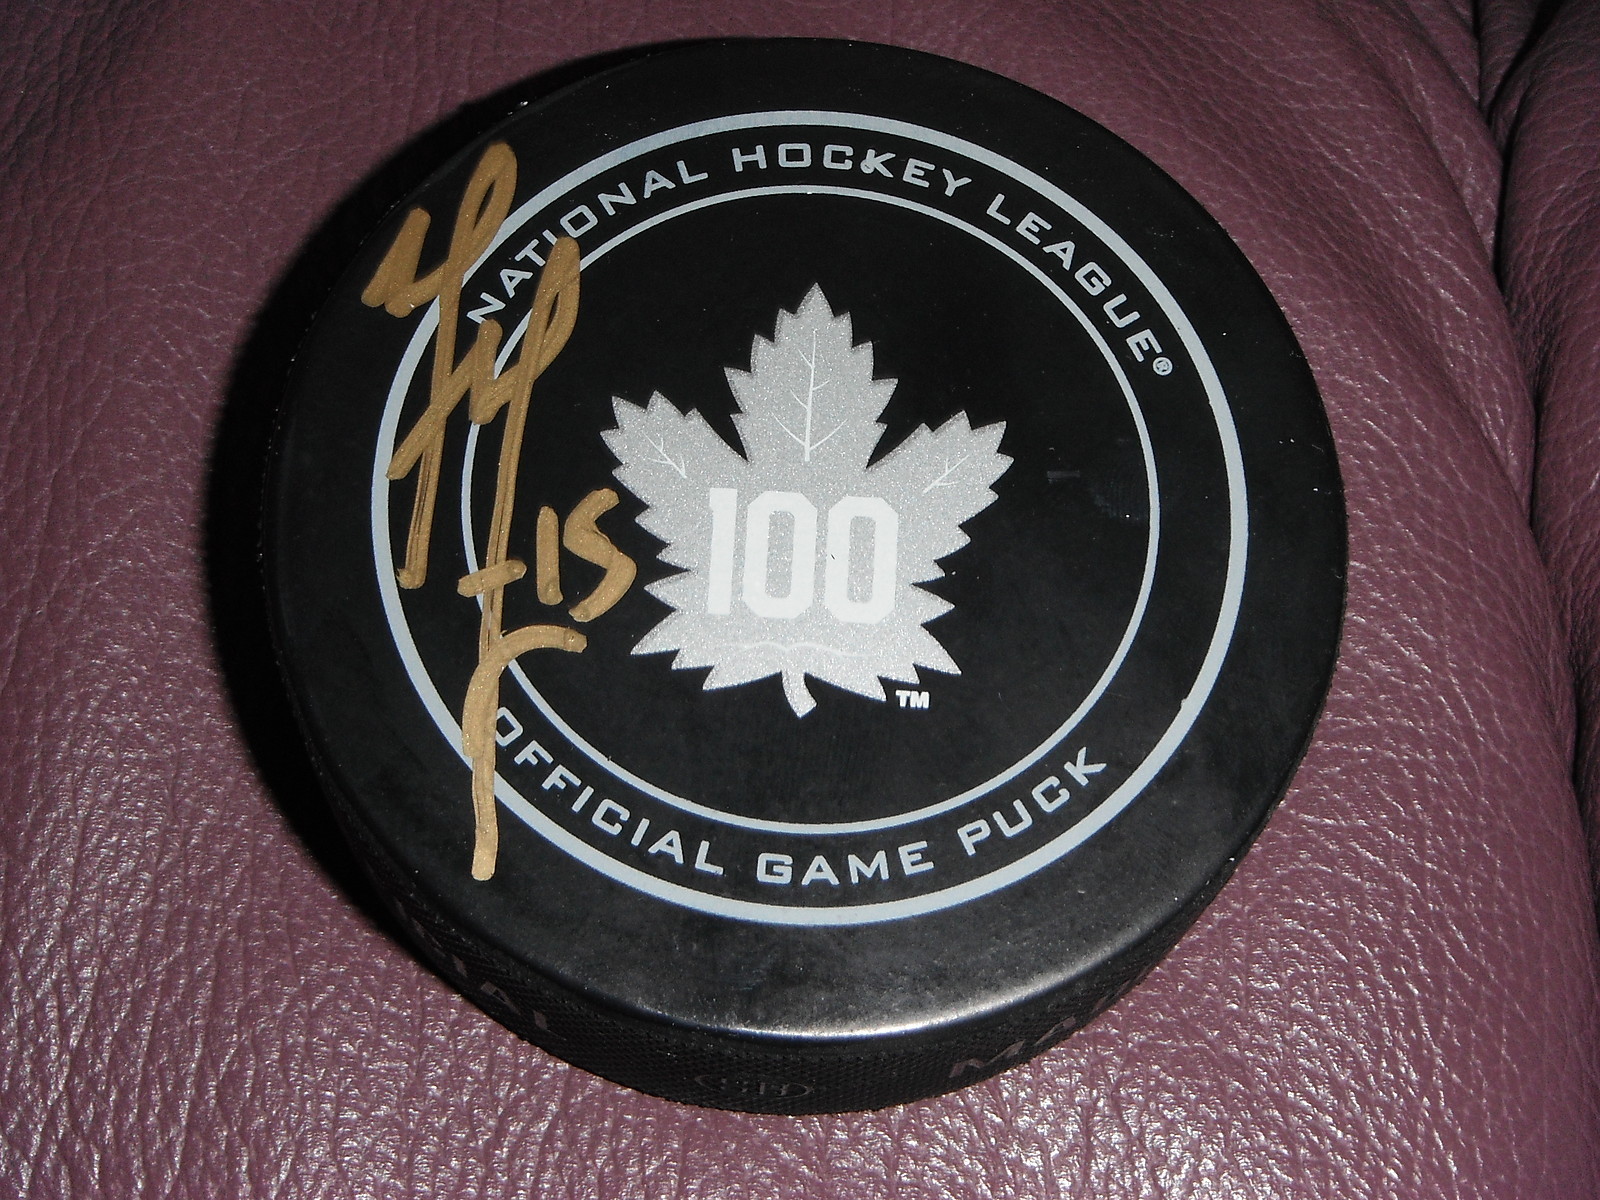 NATIONAL HOCKEY LEAGUE®
100
TM
15
OFFICIAL GAME PUCK